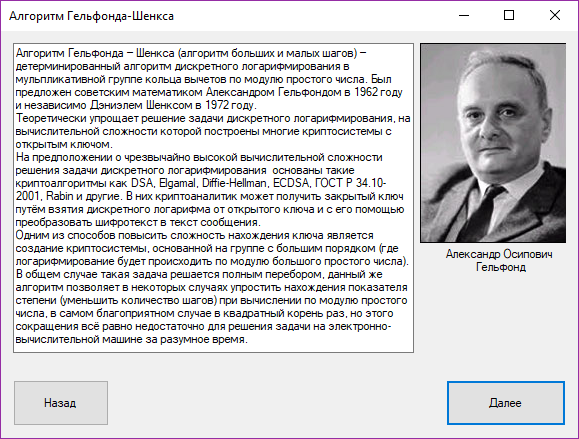 Алгоритм Гельфонда-Шенкса
Алгоритм Гельфонда – Шенкса (алгоритм больших и малых шагов) –
детерминированный алгоритм дискретного логарифмирования в
мультипликативной группе кольца вычетов по модулю простого числа. Был
предложен советским математиком Александром Гельфондом в 1962 году
и независимо Дэниэлем Шенксом в 1972 году.
Теоретически упрощает решение задачи дискретного логарифмирования, на
вычислительной сложности которой построены многие криптосистемы с
открытым ключом.
На предположении о чрезвычайно высокой вычислительной сложности
решения задачи дискретного логарифмирования  основаны такие
криптоалгоритмы как DSA, Elgamal, Diffie-Hellman, ECDSA, ГОСТ Р 34.10-
2001, Rabin и другие. В них криптоаналитик может получить закрытый ключ
путём взятия дискретного логарифма от открытого ключа и с его помощью
преобразовать шифротекст в текст сообщения.
Одним из способов повысить сложность нахождения ключа является
создание криптосистемы, основанной на группе с большим порядком (где
логарифмирование будет происходить по модулю большого простого числа).
В общем случае такая задача решается полным перебором, данный же
алгоритм позволяет в некоторых случаях упростить нахождения показателя
степени (уменьшить количество шагов) при вычислении по модулю простого
числа, в самом благоприятном случае в квадратный корень раз, но этого
сокращения всё равно недостаточно для решения задачи на электронно-
вычислительной машине за разумное время.
Александр Осипович
Гельфонд
Назад
Далее